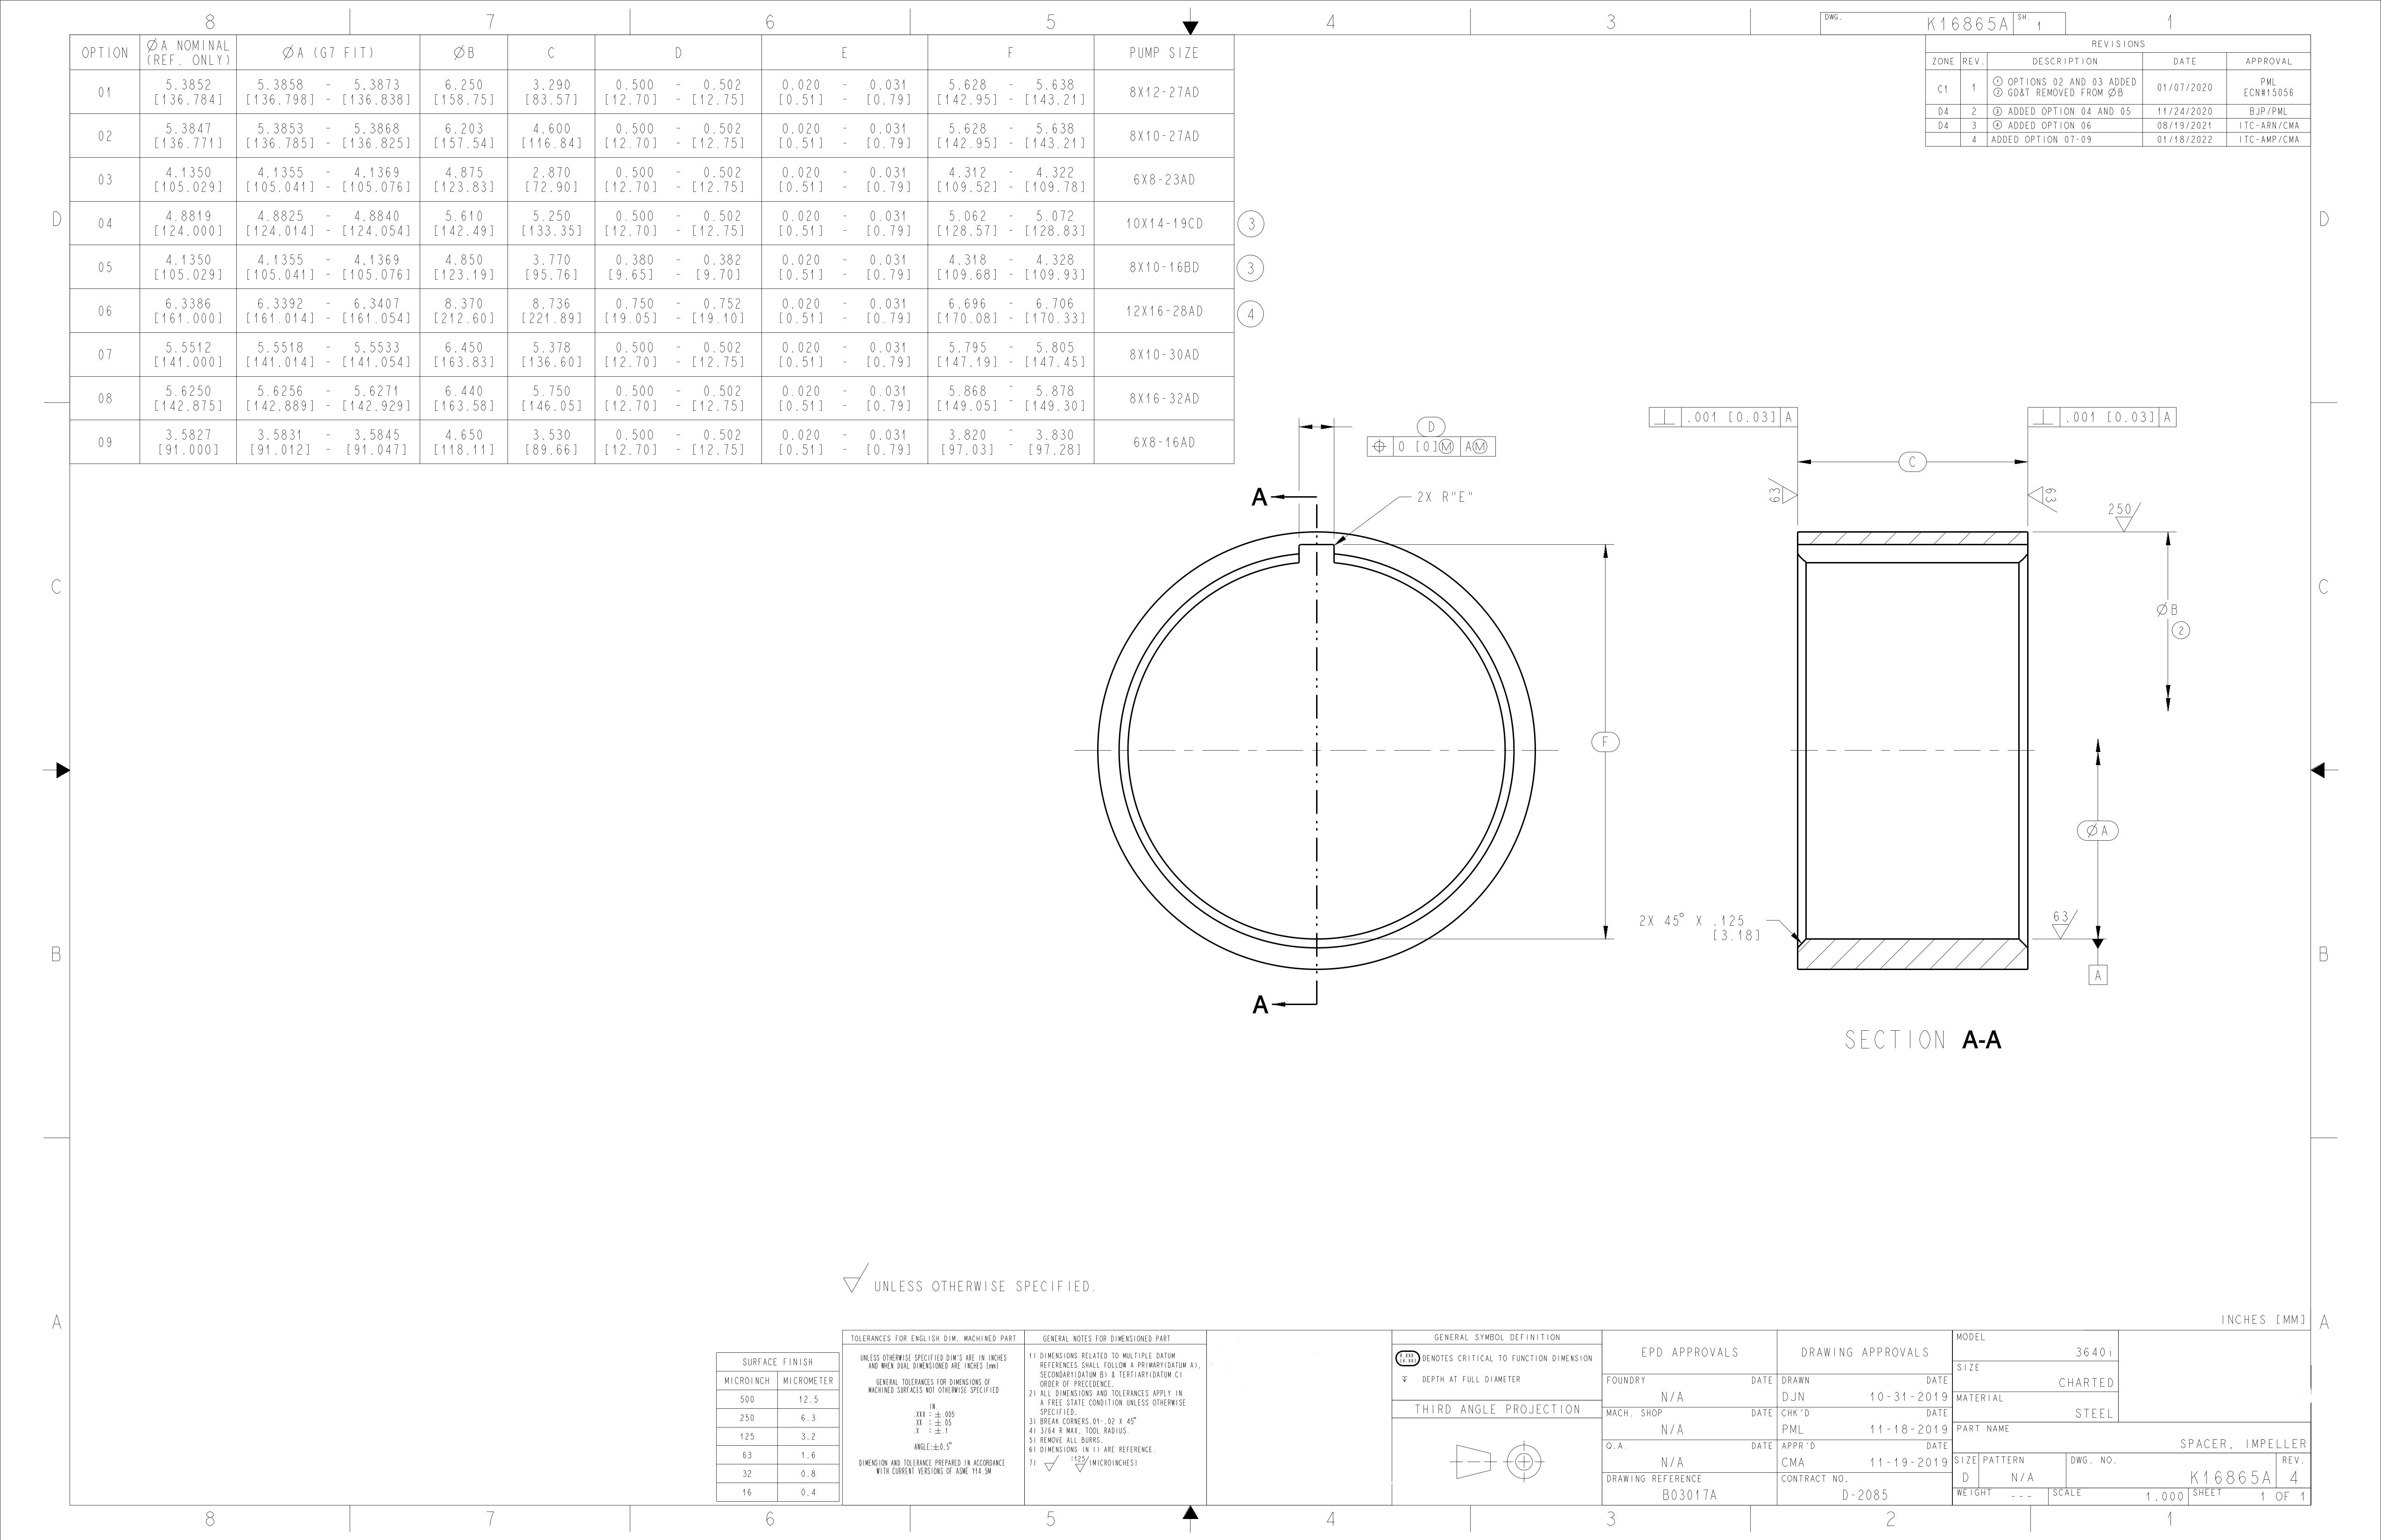 8 7 6 5 4 3 1
DWG. K16865A SH. 1
REVISIONS
ZONE REV. DESCRIPTION DATE APPROVAL
C1 1 ① OPTIONS 02 AND 03 ADDED 01/07/2020 PML
② GD&T REMOVED FROM ØB ECN#15056
D4 2 ③ ADDED OPTION 04 AND 05 11/24/2020 BJP/PML
D4 3 ④ ADDED OPTION 06 08/19/2021 ITC-ARN/CMA
4 ADDED OPTION 07-09 01/18/2022 ITC-AMP/CMA
OPTION ØA NOMINAL (REF. ONLY) ØA (G7 FIT) ØB C D E F PUMP SIZE
01 5.3852 5.3858 - 5.3873 6.250 3.290 0.500 - 0.502 0.020 - 0.031 5.628 - 5.638 8X12-27AD
[136.784] [136.798] - [136.838] [158.75] [83.57] [12.70] - [12.75] [0.51] - [0.79] [142.95] - [143.21]
02 5.3847 5.3853 - 5.3868 6.203 4.600 0.500 - 0.502 0.020 - 0.031 5.628 - 5.638 8X10-27AD
[136.771] [136.785] - [136.825] [157.54] [116.84] [12.70] - [12.75] [0.51] - [0.79] [142.95] - [143.21]
03 4.1350 4.1355 - 4.1369 4.875 2.870 0.500 - 0.502 0.020 - 0.031 4.312 - 4.322 6X8-23AD
[105.029] [105.041] - [105.076] [123.83] [72.90] [12.70] - [12.75] [0.51] - [0.79] [109.52] - [109.78]
04 4.8819 4.8825 - 4.8840 5.610 5.250 0.500 - 0.502 0.020 - 0.031 5.062 - 5.072 10X14-19CD 3
[124.000] [124.014] - [124.054] [142.49] [133.35] [12.70] - [12.75] [0.51] - [0.79] [128.57] - [128.83]
05 4.1350 4.1355 - 4.1369 4.850 3.770 0.380 - 0.382 0.020 - 0.031 4.318 - 4.328 8X10-16BD 3
[105.029] [105.041] - [105.076] [123.19] [95.76] [9.65] - [9.70] [0.51] - [0.79] [109.68] - [109.93]
06 6.3386 6.3392 - 6.3407 8.370 8.736 0.750 - 0.752 0.020 - 0.031 6.696 - 6.706 12X16-28AD 4
[161.000] [161.014] - [161.054] [212.60] [221.89] [19.05] - [19.10] [0.51] - [0.79] [170.08] - [170.33]
07 5.5512 5.5518 - 5.5533 6.450 5.378 0.500 - 0.502 0.020 - 0.031 5.795 - 5.805 8X10-30AD
[141.000] [141.014] - [141.054] [163.83] [136.60] [12.70] - [12.75] [0.51] - [0.79] [147.19] - [147.45]
08 5.6250 5.6256 - 5.6271 6.440 5.750 0.500 - 0.502 0.020 - 0.031 5.868 - 5.878 8X16-32AD
[142.875] [142.889] - [142.929] [163.58] [146.05] [12.70] - [12.75] [0.51] - [0.79] [149.05] - [149.30]
09 3.5827 3.5831 - 3.5845 4.650 3.530 0.500 - 0.502 0.020 - 0.031 3.820 - 3.830 6X8-16AD
[91.000] [91.012] - [91.047] [118.11] [89.66] [12.70] - [12.75] [0.51] - [0.79] [97.03] - [97.28]
D D
D
⌖ 0 [0]Ⓜ AⓂ
⊥ .001 [0.03] A
⊥ .001 [0.03] A
C
A
2X R"E"
63
63
250
C C
ØB
2
F
ØA
2X 45° X .125
[3.18]
63
A
B B
A
SECTION A-A
UNLESS OTHERWISE SPECIFIED.
A A
INCHES [MM]
SURFACE FINISH
MICROINCH MICROMETER
500 12.5
250 6.3
125 3.2
63 1.6
32 0.8
16 0.4
TOLERANCES FOR ENGLISH DIM. MACHINED PART
UNLESS OTHERWISE SPECIFIED DIM'S ARE IN INCHES
AND WHEN DUAL DIMENSIONED ARE INCHES [mm]
GENERAL TOLERANCES FOR DIMENSIONS OF
MACHINED SURFACES NOT OTHERWISE SPECIFIED
IN.
.XXX = ±.005
.XX = ±.05
.X = ±.1
ANGLE:±0.5°
DIMENSION AND TOLERANCE PREPARED IN ACCORDANCE
WITH CURRENT VERSIONS OF ASME Y14.5M
GENERAL NOTES FOR DIMENSIONED PART
1) DIMENSIONS RELATED TO MULTIPLE DATUM
REFERENCES SHALL FOLLOW A PRIMARY(DATUM A),
SECONDARY(DATUM B) & TERTIARY(DATUM C)
ORDER OF PRECEDENCE.
2) ALL DIMENSIONS AND TOLERANCES APPLY IN
A FREE STATE CONDITION UNLESS OTHERWISE
SPECIFIED.
3) BREAK CORNERS.01-.02 X 45°
4) 3/64 R MAX. TOOL RADIUS.
5) REMOVE ALL BURRS.
6) DIMENSIONS IN () ARE REFERENCE.
7) =125 (MICROINCHES)
GENERAL SYMBOL DEFINITION
X.XXX [X.XX] DENOTES CRITICAL TO FUNCTION DIMENSION
DEPTH AT FULL DIAMETER
THIRD ANGLE PROJECTION
EPD APPROVALS
FOUNDRY DATE
N/A
MACH. SHOP DATE
N/A
Q.A. DATE
N/A
DRAWING REFERENCE
B03017A
DRAWING APPROVALS
DRAWN DATE
DJN 10-31-2019
CHK'D DATE
PML 11-18-2019
APPR'D DATE
CMA 11-19-2019
CONTRACT NO.
D-2085
MODEL
3640i
SIZE
CHARTED
MATERIAL
STEEL
PART NAME
SPACER, IMPELLER
SIZE PATTERN DWG. NO. REV.
D N/A K16865A 4
WEIGHT --- SCALE 1.000 SHEET 1 OF 1
8 7 6 5 4 3 2 1